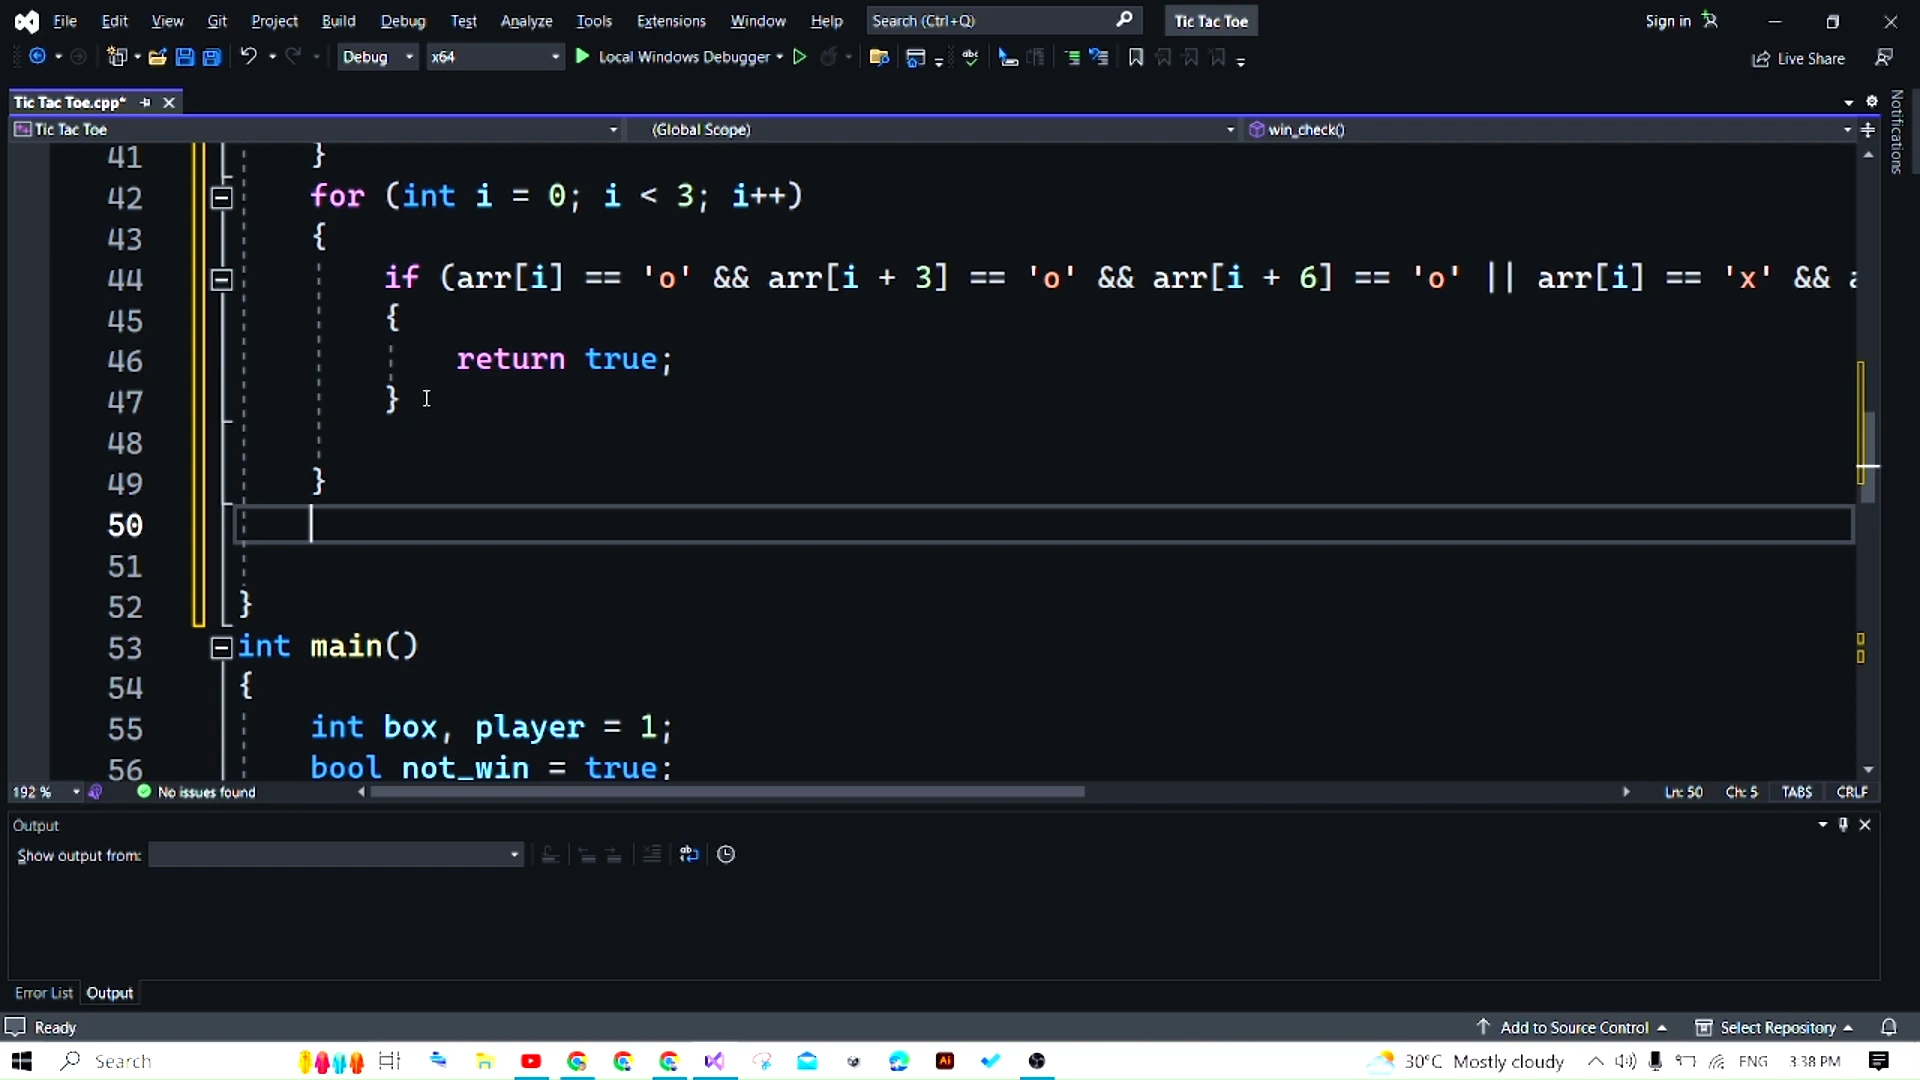 File Edit View Git Project Build Debug Test Analyze Tools Extensions Window Help Search (Ctrl+Q) Tic Tac Toe Sign in
Debug x64 Local Windows Debugger Live Share
Tic Tac Toe.cpp*
Tic Tac Toe (Global Scope) win_check()
Notifications
41 }
42 for (int i = 0; i < 3; i++)
43 {
44 if (arr[i] == 'o' && arr[i + 3] == 'o' && arr[i + 6] == 'o' || arr[i] == 'x' &&
45 {
46 return true;
47 }
48
49 }
50
51
52 }
53 int main()
54 {
55 int box, player = 1;
56 bool not_win = true;
192 % No issues found Ln: 50 Ch: 5 TABS CRLF
Output
Show output from:
Error List Output
Ready Add to Source Control Select Repository
Search 30°C Mostly cloudy ENG 3:38 PM